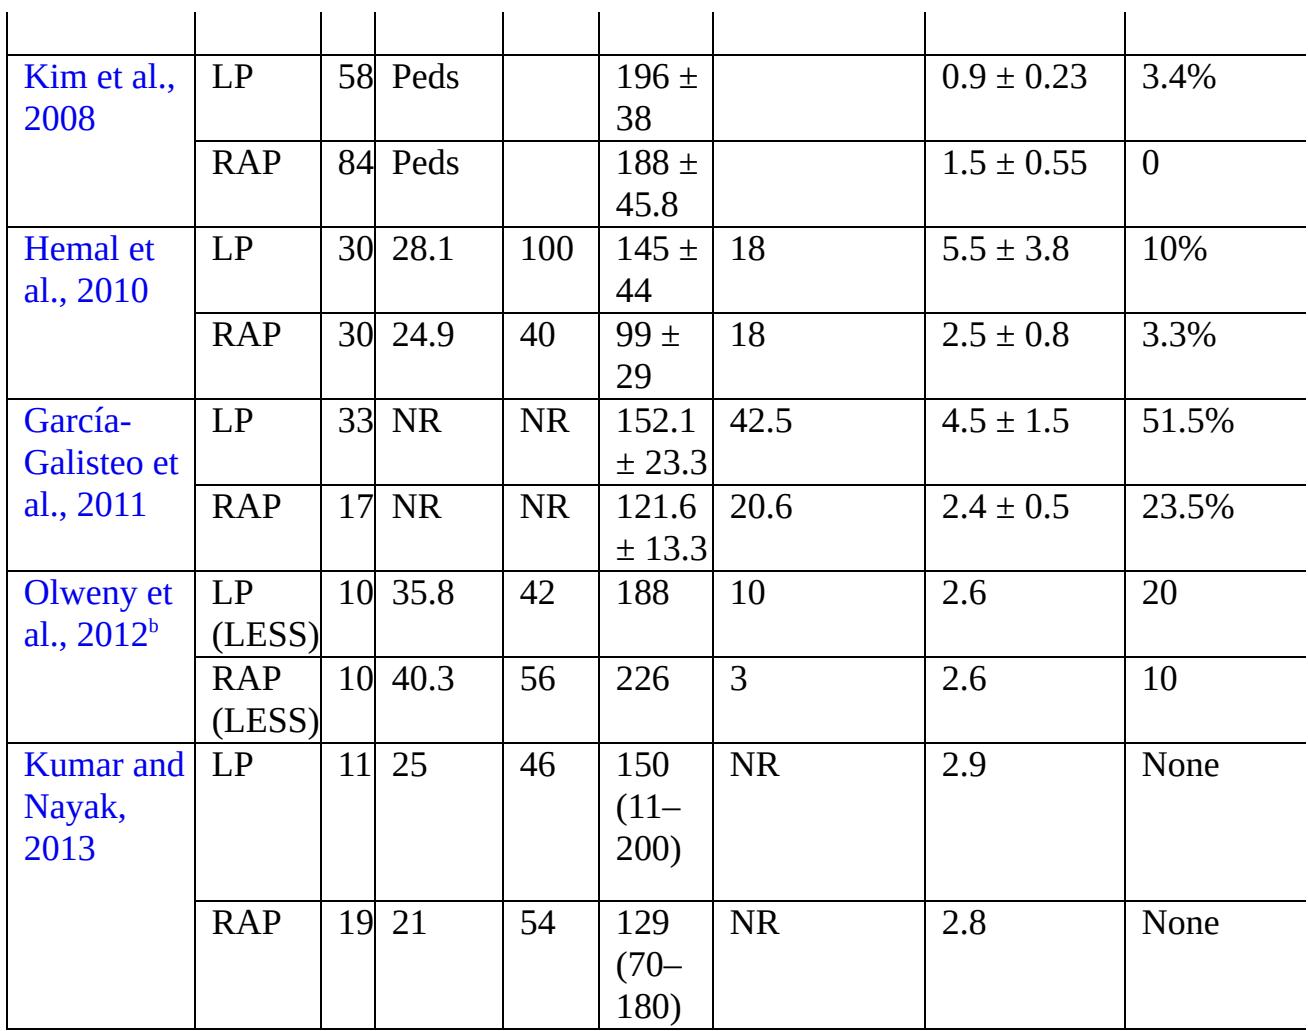 Kim et al., 2008 LP 58 Peds 196 ± 38 0.9 ± 0.23 3.4%
RAP 84 Peds 188 ± 45.8 1.5 ± 0.55 0
Hemal et al., 2010 LP 30 28.1 100 145 ± 44 18 5.5 ± 3.8 10%
RAP 30 24.9 40 99 ± 29 18 2.5 ± 0.8 3.3%
García-Galisteo et al., 2011 LP 33 NR NR 152.1 ± 23.3 42.5 4.5 ± 1.5 51.5%
RAP 17 NR NR 121.6 ± 13.3 20.6 2.4 ± 0.5 23.5%
Olweny et al., 2012b LP (LESS) 10 35.8 42 188 10 2.6 20
RAP (LESS) 10 40.3 56 226 3 2.6 10
Kumar and Nayak, 2013 LP 11 25 46 150 (11–200) NR 2.9 None
RAP 19 21 54 129 (70–180) NR 2.8 None